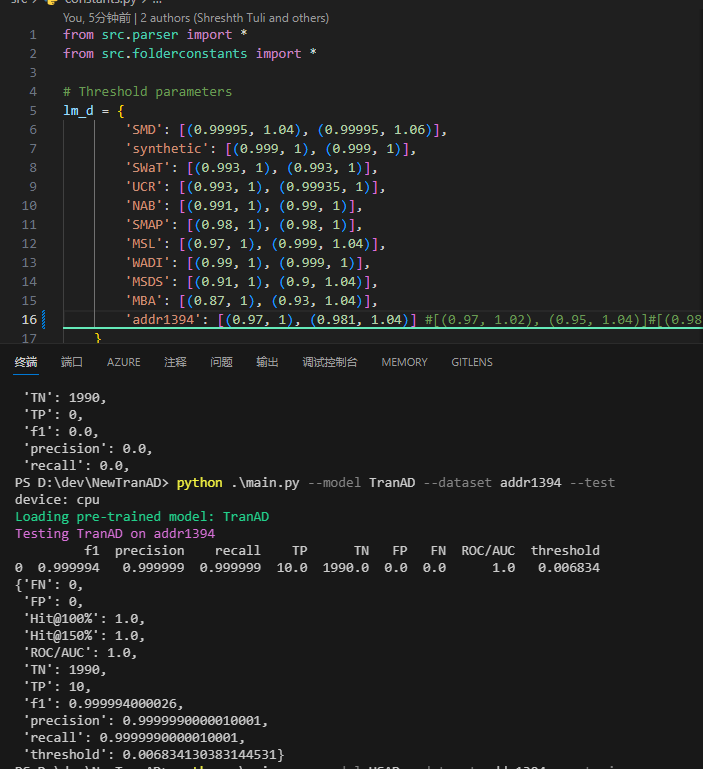 src > constants.py > ...
You, 5分钟前 | 2 authors (Shreshth Tuli and others)
1 from src.parser import *
2 from src.folderconstants import *
3
4 # Threshold parameters
5 lm_d = {
6 'SMD': [(0.99995, 1.04), (0.99995, 1.06)],
7 'synthetic': [(0.999, 1), (0.999, 1)],
8 'SWaT': [(0.993, 1), (0.993, 1)],
9 'UCR': [(0.993, 1), (0.99935, 1)],
10 'NAB': [(0.991, 1), (0.99, 1)],
11 'SMAP': [(0.98, 1), (0.98, 1)],
12 'MSL': [(0.97, 1), (0.999, 1.04)],
13 'WADI': [(0.99, 1), (0.999, 1)],
14 'MSDS': [(0.91, 1), (0.9, 1.04)],
15 'MBA': [(0.87, 1), (0.93, 1.04)],
16 'addr1394': [(0.97, 1), (0.981, 1.04)] #[(0.97, 1.02), (0.95, 1.04)]#[(0.98
17 }
终端 端口 AZURE 注释 问题 输出 调试控制台 MEMORY GITLENS
'TN': 1990,
'TP': 0,
'f1': 0.0,
'precision': 0.0,
'recall': 0.0,
PS D:\dev\NewTranAD> python .\main.py --model TranAD --dataset addr1394 --test
device: cpu
Loading pre-trained model: TranAD
Testing TranAD on addr1394
f1 precision recall TP TN FP FN ROC/AUC threshold
0 0.999994 0.999999 0.999999 10.0 1990.0 0.0 0.0 1.0 0.006834
{'FN': 0,
'FP': 0,
'Hit@100%': 1.0,
'Hit@150%': 1.0,
'ROC/AUC': 1.0,
'TN': 1990,
'TP': 10,
'f1': 0.999994000026,
'precision': 0.9999990000010001,
'recall': 0.9999990000010001,
'threshold': 0.006834130383144531}